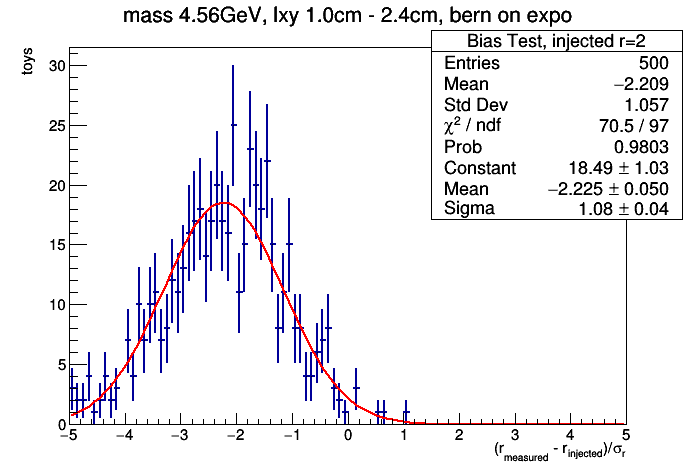 mass 4.56GeV, lxy 1.0cm - 2.4cm, bern on expo
Bias Test, injected r=2
Entries 500
Mean −2.209
Std Dev 1.057
χ² / ndf 70.5 / 97
Prob 0.9803
Constant 18.49 ± 1.03
Mean −2.225 ± 0.050
Sigma 1.08 ± 0.04
toys
30
25
20
15
10
5
0
−5 −4 −3 −2 −1 0 1 2 3 4 5
(r_measured - r_injected)/σ_r